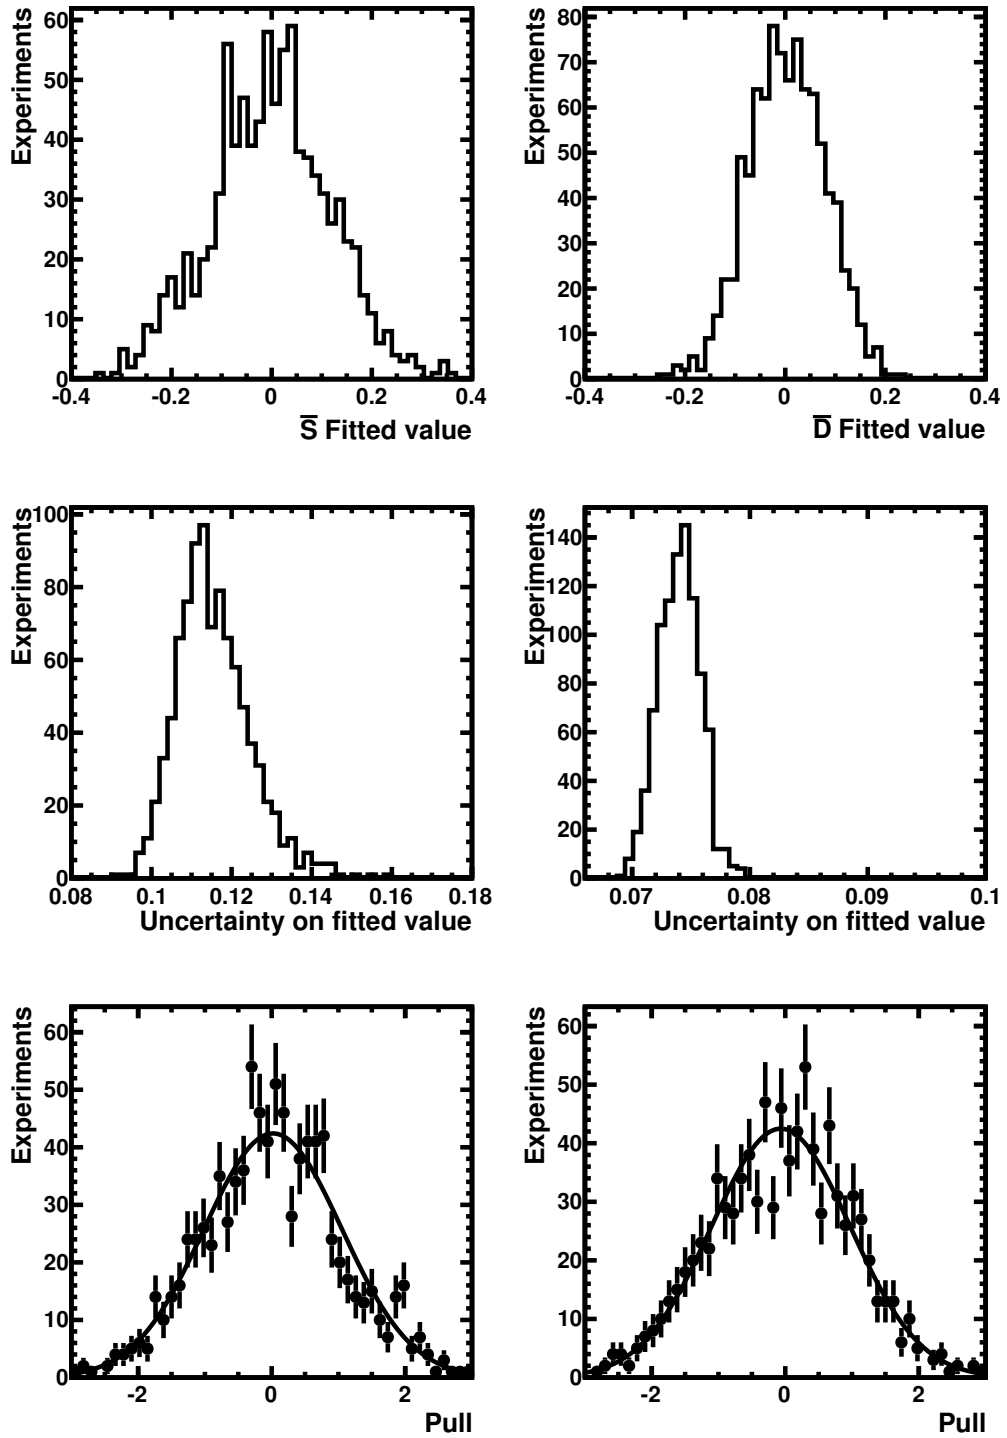 Experiments
60
50
40
30
20
10
0
-0.4 -0.2 0 0.2 0.4
S̅ Fitted value
Experiments
80
70
60
50
40
30
20
10
0
-0.4 -0.2 0 0.2 0.4
D̅ Fitted value
Experiments
100
80
60
40
20
0
0.08 0.1 0.12 0.14 0.16 0.18
Uncertainty on fitted value
Experiments
140
120
100
80
60
40
20
0
0.07 0.08 0.09 0.1
Uncertainty on fitted value
Experiments
60
50
40
30
20
10
0
-2 0 2
Pull
Experiments
60
50
40
30
20
10
0
-2 0 2
Pull